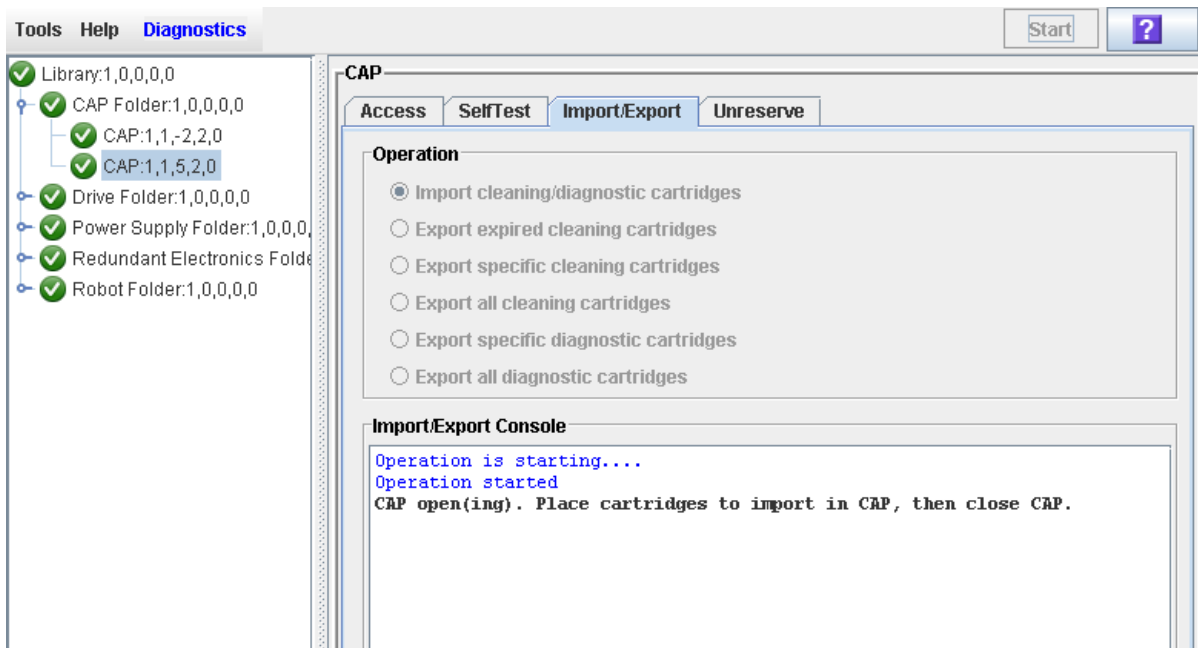 Tools Help Diagnostics
Start
?
Library:1,0,0,0,0
CAP Folder:1,0,0,0,0
CAP:1,1,-2,2,0
CAP:1,1,5,2,0
Drive Folder:1,0,0,0,0
Power Supply Folder:1,0,0,0,
Redundant Electronics Folde
Robot Folder:1,0,0,0,0
CAP
Access SelfTest Import/Export Unreserve
Operation
Import cleaning/diagnostic cartridges
Export expired cleaning cartridges
Export specific cleaning cartridges
Export all cleaning cartridges
Export specific diagnostic cartridges
Export all diagnostic cartridges
Import/Export Console
Operation is starting....
Operation started
CAP open(ing). Place cartridges to import in CAP, then close CAP.